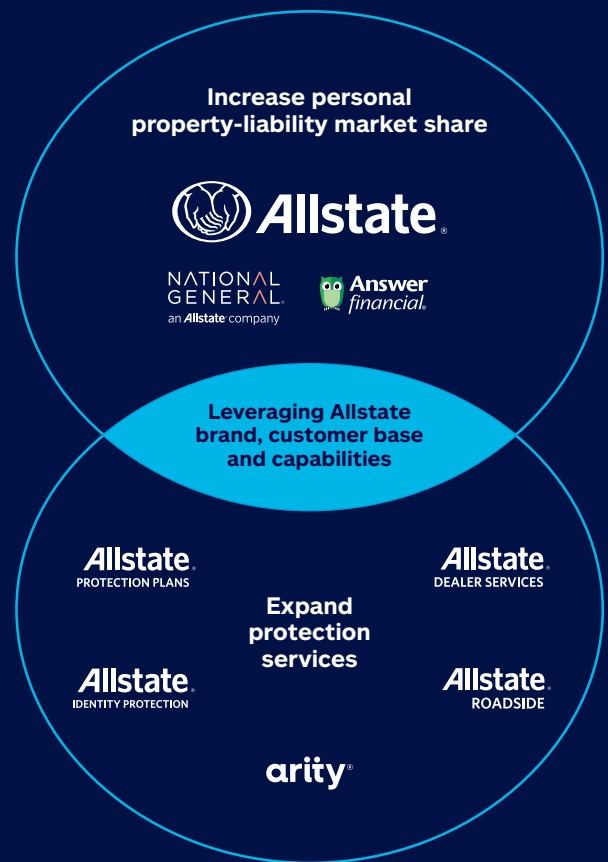 Increase personal
property-liability market share
Allstate®
NATIONAL
GENERAL®
an Allstate company
Answer
financial®
Leveraging Allstate
brand, customer base
and capabilities
Allstate®
PROTECTION PLANS
Allstate®
DEALER SERVICES
Expand
protection
services
Allstate®
IDENTITY PROTECTION
Allstate®
ROADSIDE
arity®